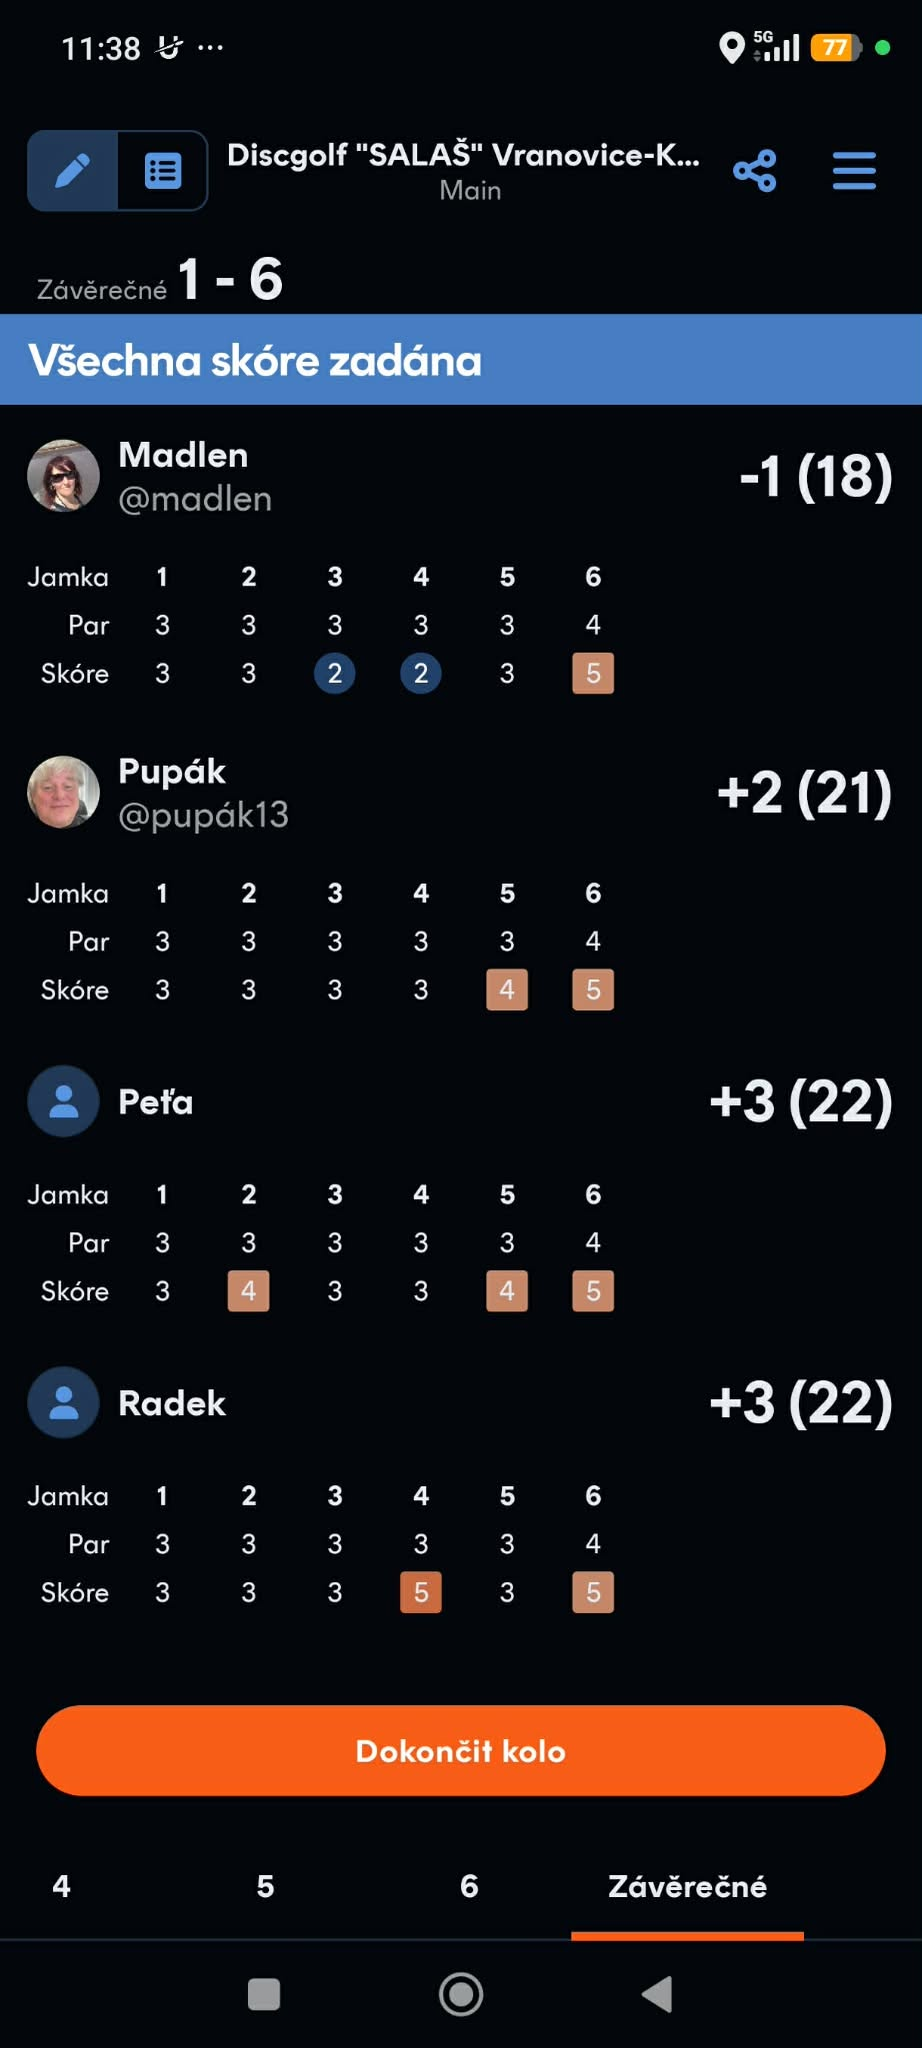 11:38 ... 5G 77
Discgolf "SALAŠ" Vranovice-K...
Main
Závěrečné 1 - 6
Všechna skóre zadána
Madlen
@madlen
-1 (18)
Jamka 1 2 3 4 5 6
Par 3 3 3 3 3 4
Skóre 3 3 2 2 3 5
Pupák
@pupák13
+2 (21)
Jamka 1 2 3 4 5 6
Par 3 3 3 3 3 4
Skóre 3 3 3 3 4 5
Peťa +3 (22)
Jamka 1 2 3 4 5 6
Par 3 3 3 3 3 4
Skóre 3 4 3 3 4 5
Radek +3 (22)
Jamka 1 2 3 4 5 6
Par 3 3 3 3 3 4
Skóre 3 3 3 5 3 5
Dokončit kolo
4 5 6 Závěrečné